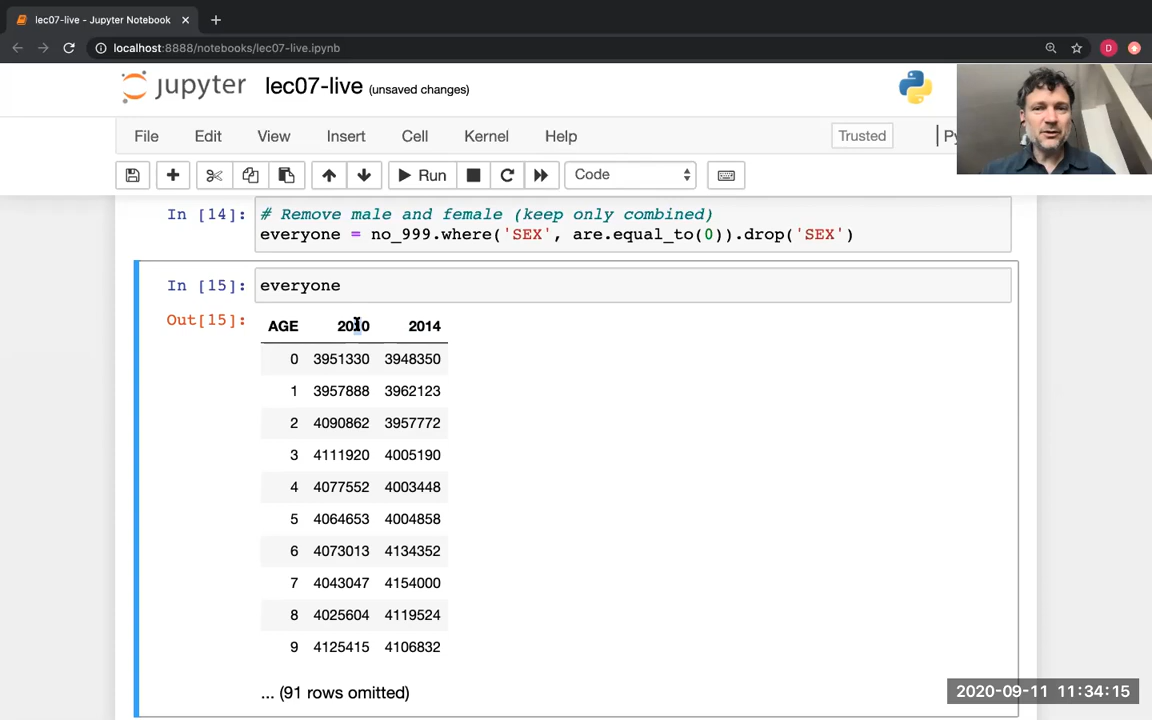 lec07-live - Jupyter Notebook
localhost:8888/notebooks/lec07-live.ipynb
D
jupyter lec07-live (unsaved changes)
File Edit View Insert Cell Kernel Help Trusted Py
Run Code
In [14]: # Remove male and female (keep only combined)
everyone = no_999.where('SEX', are.equal_to(0)).drop('SEX')
In [15]: everyone
Out[15]: AGE 2010 2014
0 3951330 3948350
1 3957888 3962123
2 4090862 3957772
3 4111920 4005190
4 4077552 4003448
5 4064653 4004858
6 4073013 4134352
7 4043047 4154000
8 4025604 4119524
9 4125415 4106832
... (91 rows omitted)
2020-09-11 11:34:15